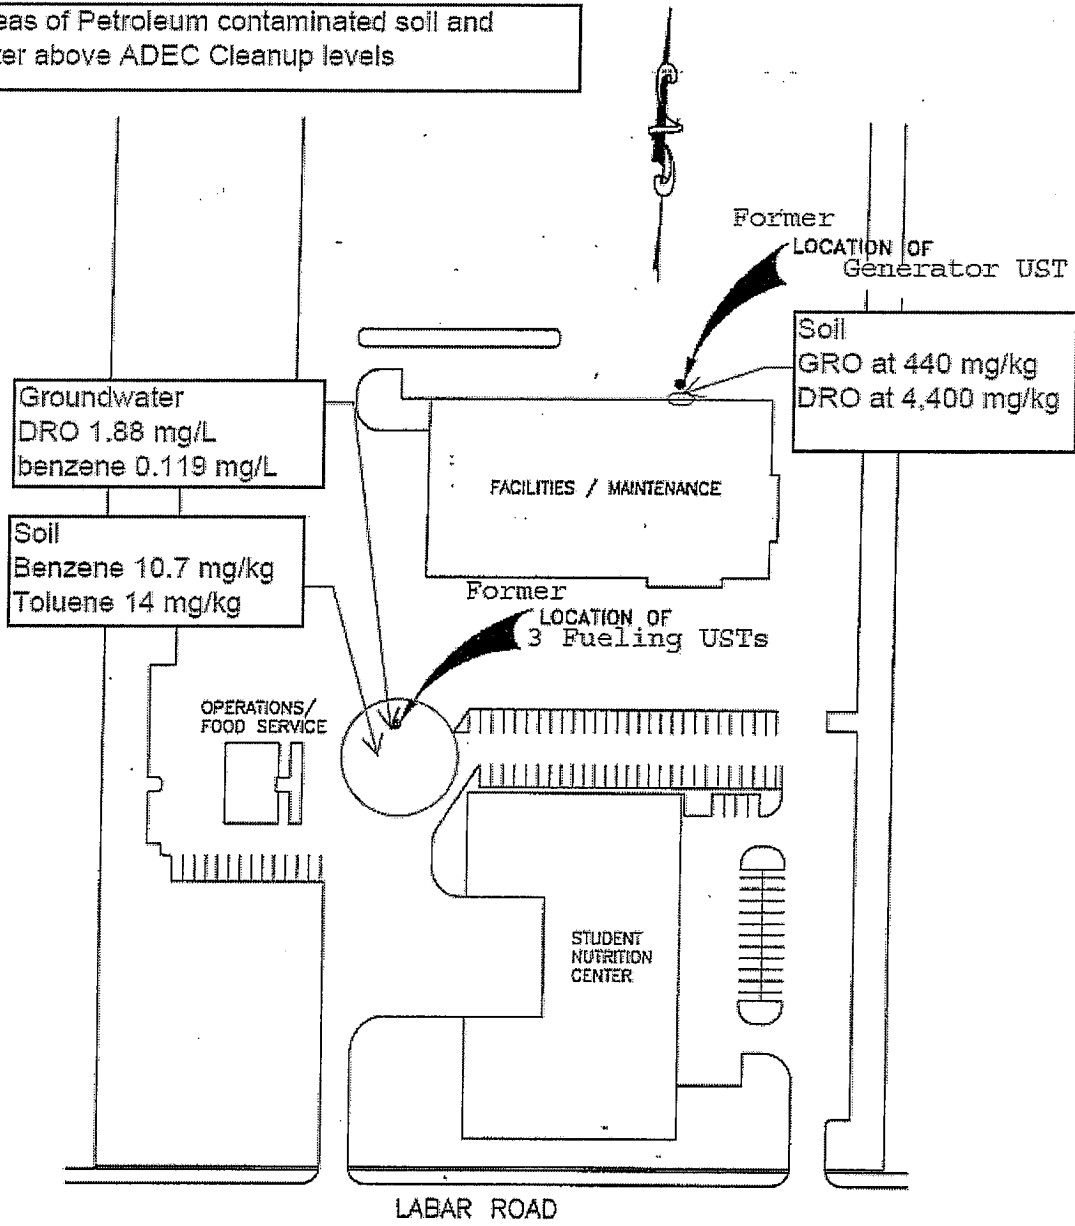 eas of Petroleum contaminated soil and
ter above ADEC Cleanup levels
Former
LOCATION OF
Generator UST
Soil
GRO at 440 mg/kg
DRO at 4,400 mg/kg
Groundwater
DRO 1.88 mg/L
benzene 0.119 mg/L
FACILITIES / MAINTENANCE
Soil
Benzene 10.7 mg/kg
Toluene 14 mg/kg
Former
LOCATION OF
3 Fueling USTs
OPERATIONS/
FOOD SERVICE
STUDENT
NUTRITION
CENTER
LABAR ROAD